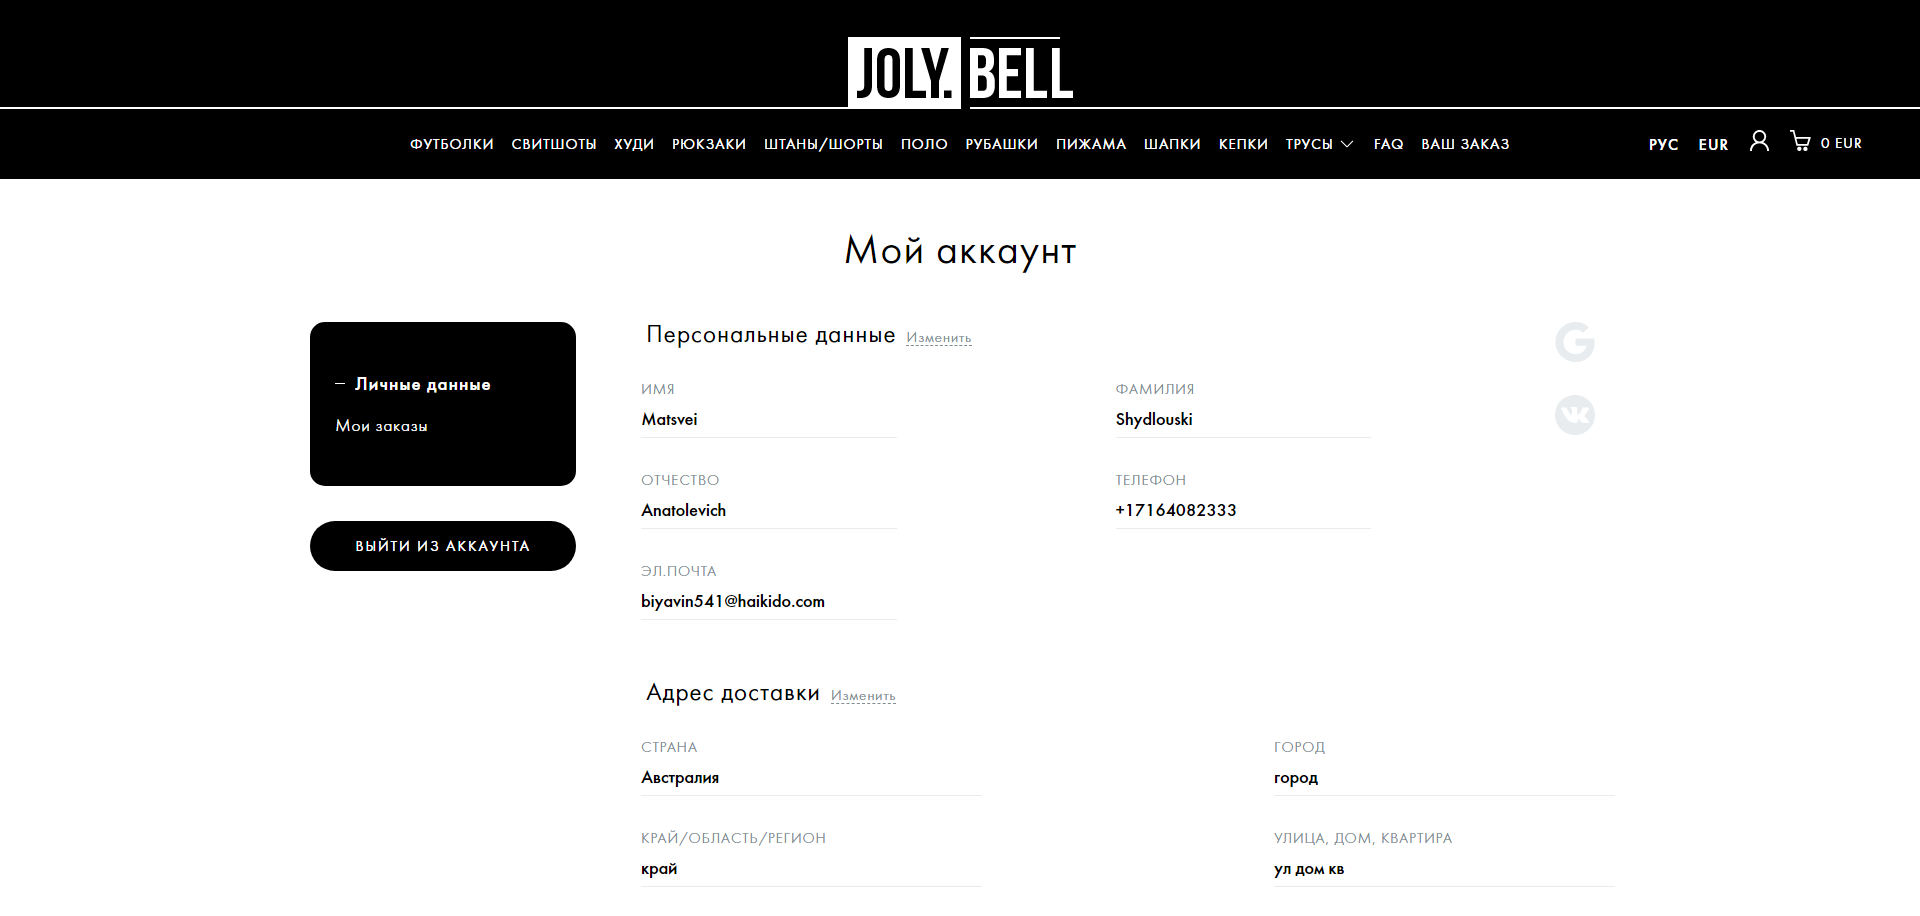 JOLY. BELL
ФУТБОЛКИ СВИТШОТЫ ХУДИ РЮКЗАКИ ШТАНЫ/ШОРТЫ ПОЛО РУБАШКИ ПИЖАМА ШАПКИ КЕПКИ ТРУСЫ FAQ ВАШ ЗАКАЗ РУС EUR 0 EUR
Мой аккаунт
– Личные данные
Мои заказы
ВЫЙТИ ИЗ АККАУНТА
Персональные данные Изменить
ИМЯ ФАМИЛИЯ
Matsvei Shydlouski
ОТЧЕСТВО ТЕЛЕФОН
Anatolevich +17164082333
ЭЛ.ПОЧТА
biyavin541@haikido.com
Адрес доставки Изменить
СТРАНА ГОРОД
Австралия город
КРАЙ/ОБЛАСТЬ/РЕГИОН УЛИЦА, ДОМ, КВАРТИРА
край ул дом кв